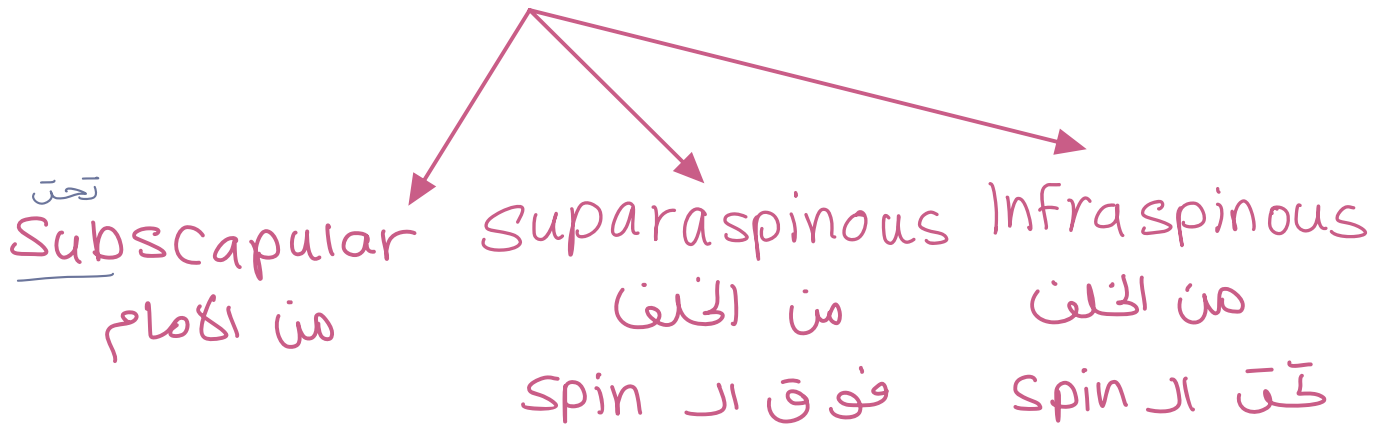 تحت
Subscapular
من الامام
Suparaspinous
من الخلف
فوق الـ spin
Infraspinous
من الخلف
تحت الـ spin